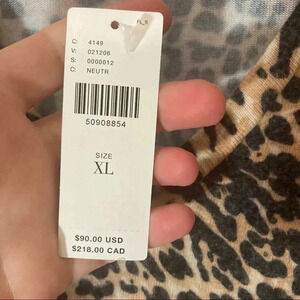 C: 4149
V: 021206
S: 0000012
C: NEUTR
50908854
SIZE
XL
$90.00 USD
$218.00 CAD